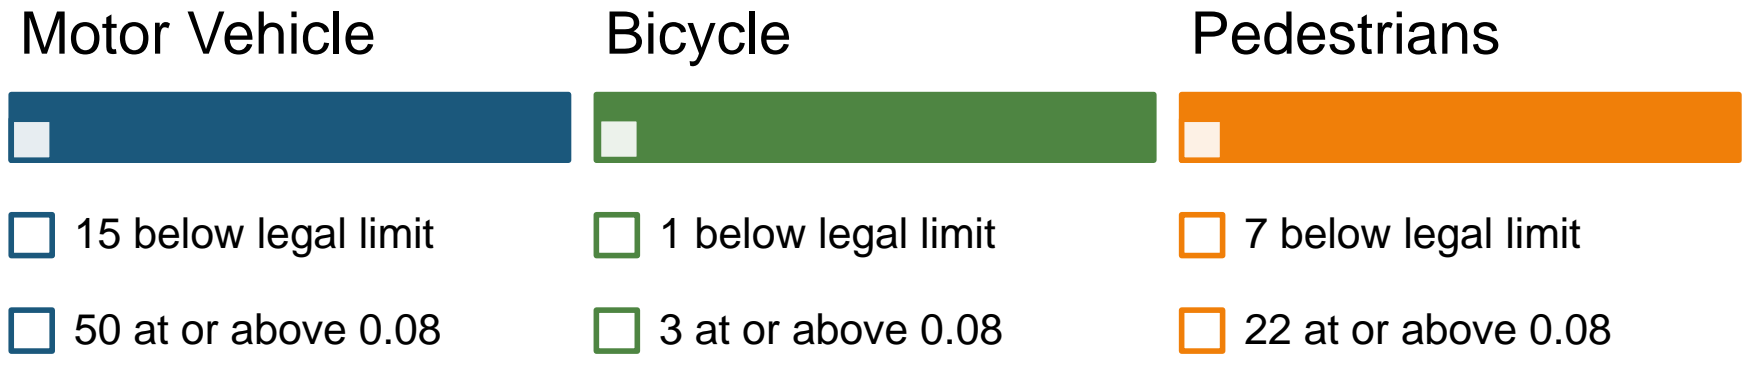 Motor Vehicle
15 below legal limit
50 at or above 0.08
Bicycle
1 below legal limit
3 at or above 0.08
Pedestrians
7 below legal limit
22 at or above 0.08